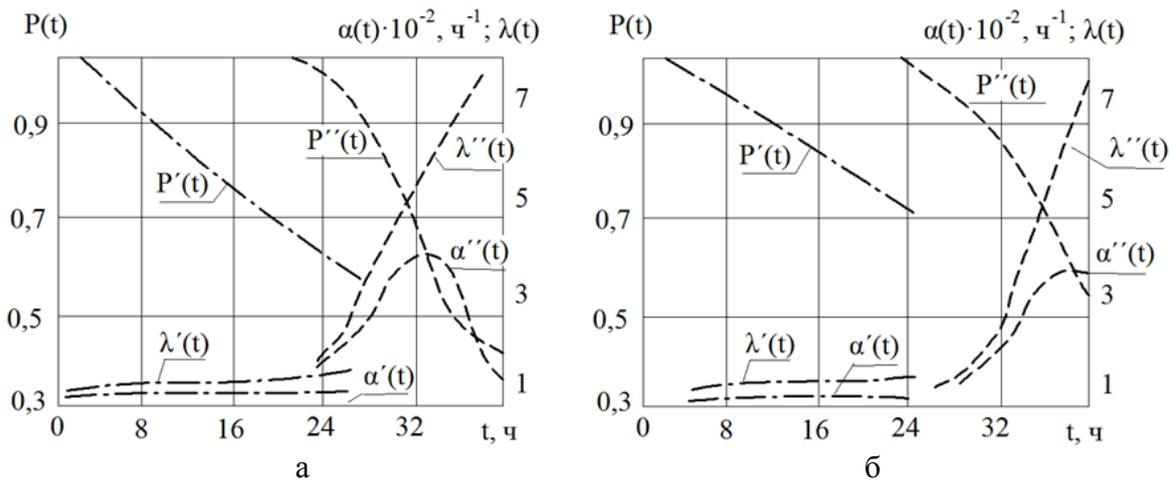 P(t) α(t)·10⁻², ч⁻¹; λ(t)
0,9
0,7
0,5
0,3
7
5
3
1
P´(t)
P´´(t)
λ´´(t)
α´´(t)
λ´(t)
α´(t)
0 8 16 24 32 t, ч
а
P(t) α(t)·10⁻², ч⁻¹; λ(t)
0,9
0,7
0,5
0,3
7
5
3
1
P´(t)
P´´(t)
λ´´(t)
α´´(t)
λ´(t)
α´(t)
0 8 16 24 32 t, ч
б